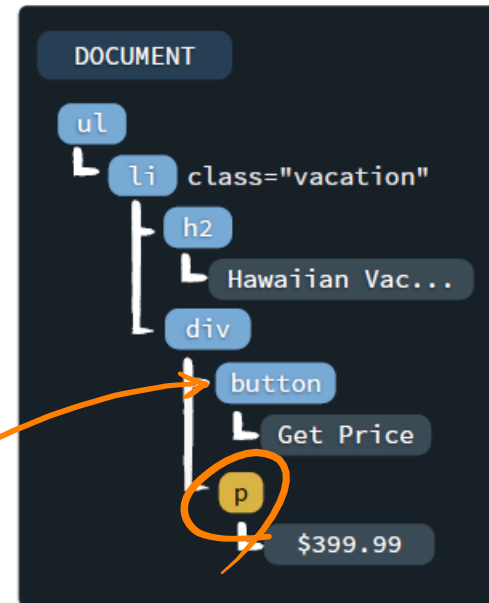 DOCUMENT
ul
li class="vacation"
h2
Hawaiian Vac...
div
button
Get Price
p
$399.99